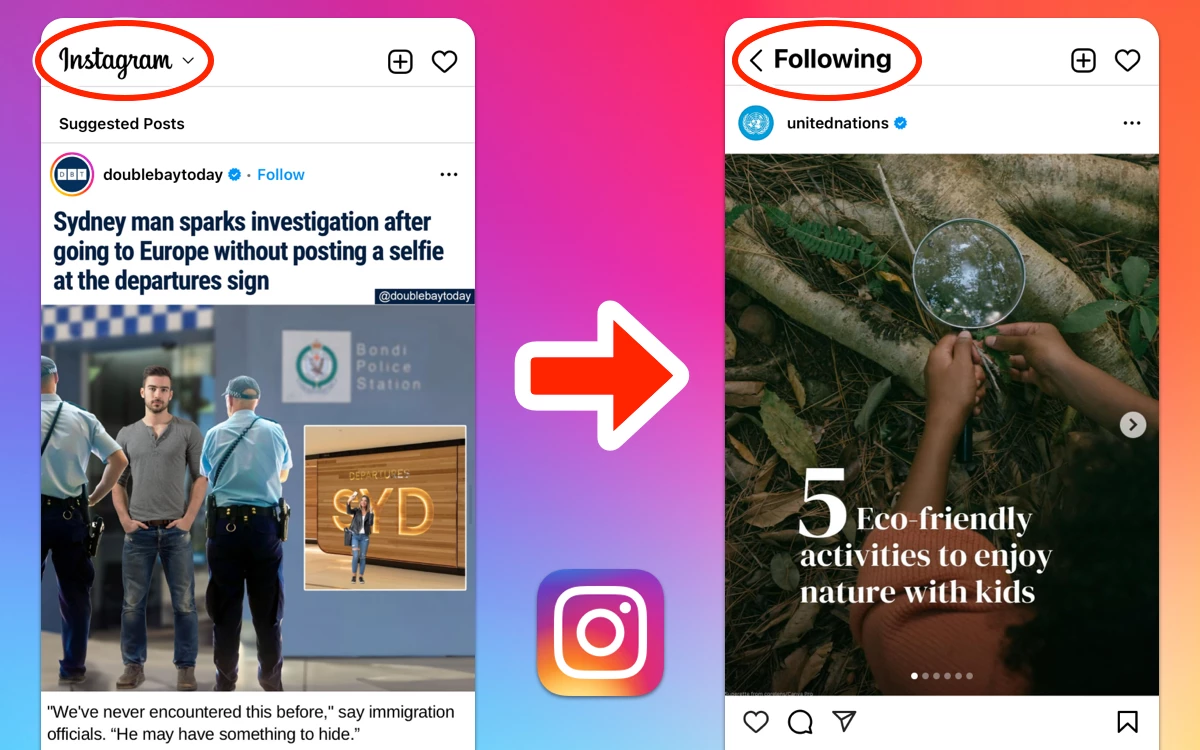 Instagram
Suggested Posts
DBT
doublebaytoday · Follow
Sydney man sparks investigation after
going to Europe without posting a selfie
at the departures sign
@doublebaytoday
Bondi
Police
Station
DEPARTURES
SYD
"We've never encountered this before," say immigration
officials. “He may have something to hide.”
Following
unitednations
5 Eco-friendly
activities to enjoy
nature with kids